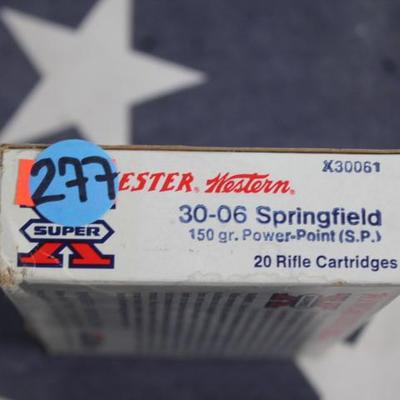 X30061
277
ESTER Western
30-06 Springfield
150 gr. Power-Point (S.P.)
SUPER
X
20 Rifle Cartridges